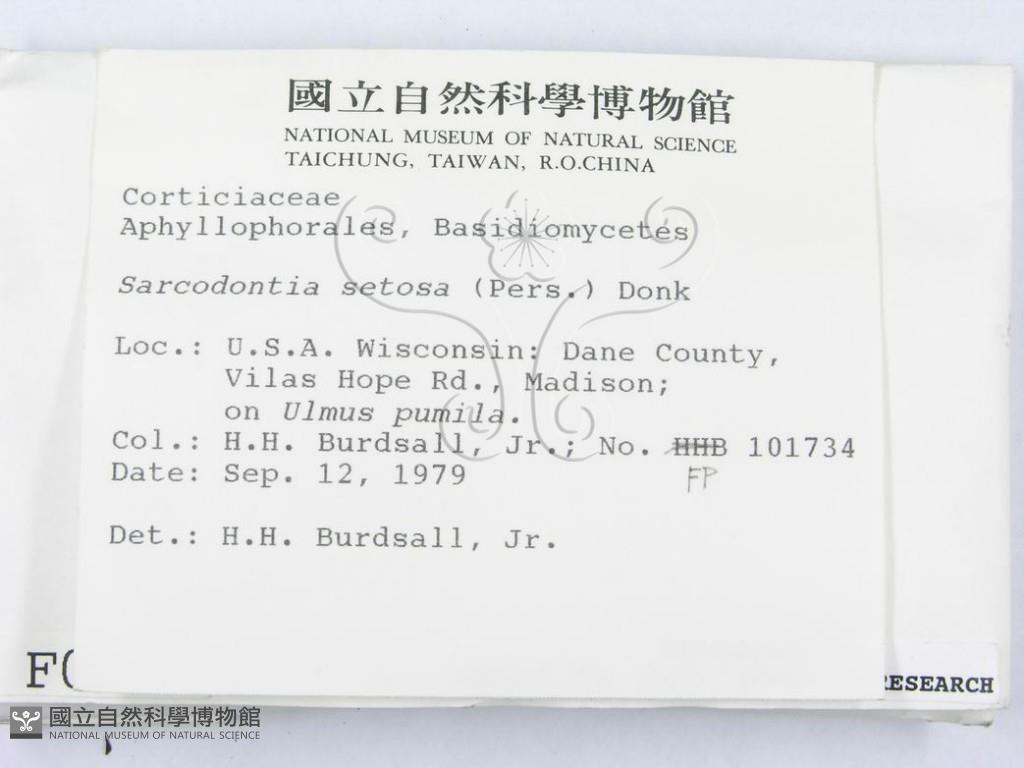 國立自然科學博物館
NATIONAL MUSEUM OF NATURAL SCIENCE
TAICHUNG, TAIWAN, R.O.CHINA
Corticiaceae
Aphyllophorales, Basidiomycetes
Sarcodontia setosa (Pers.) Donk
Loc.: U.S.A. Wisconsin: Dane County,
Vilas Hope Rd., Madison;
on Ulmus pumila.
Col.: H.H. Burdsall, Jr.; No. HHB 101734
FP
Date: Sep. 12, 1979
Det.: H.H. Burdsall, Jr.
RESEARCH
國立自然科學博物館
NATIONAL MUSEUM OF NATURAL SCIENCE